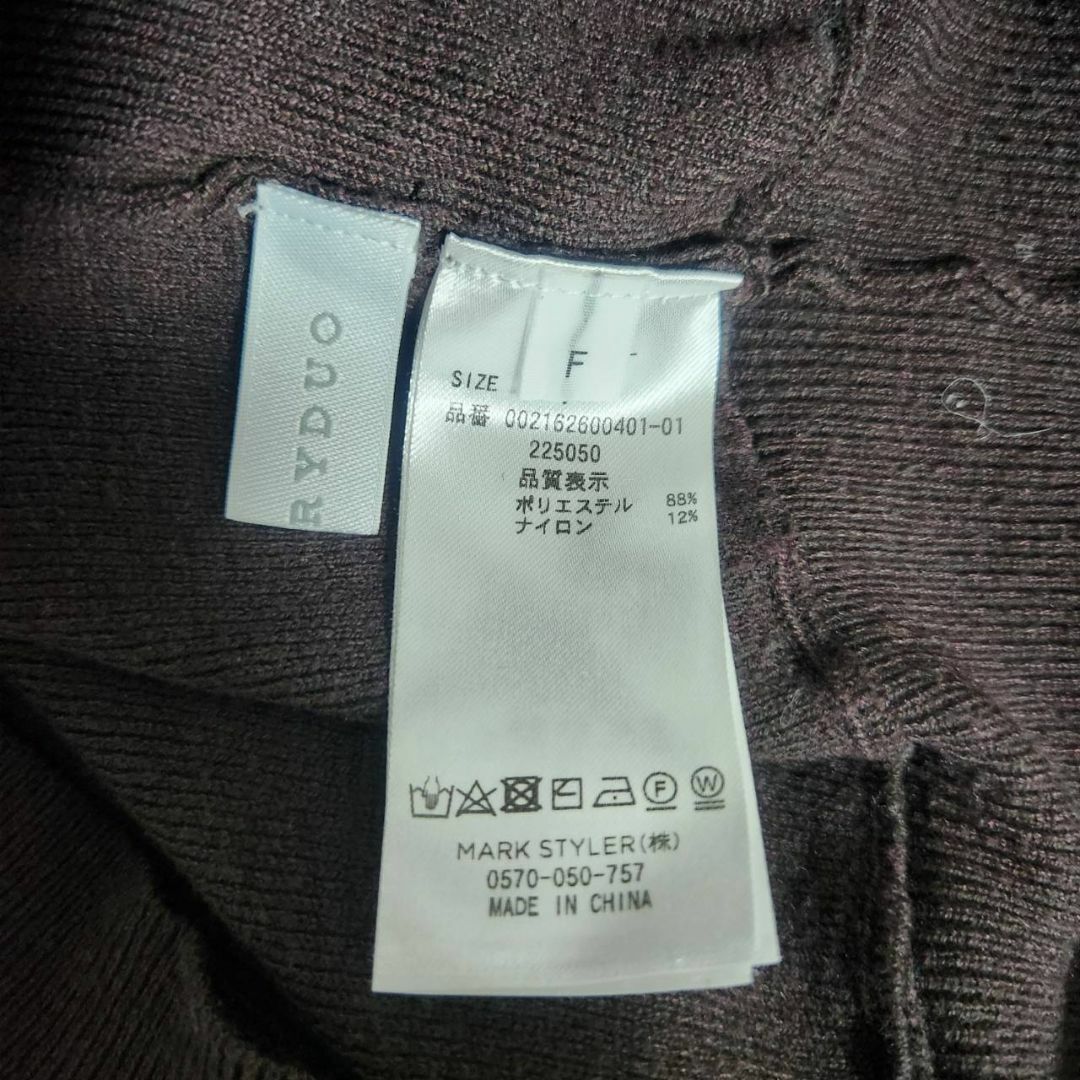 RYDUO
F
SIZE
品番 002162600401-01
225050
品質表示
ポリエステル 88%
ナイロン 12%
F
W
MARK STYLER(株)
0570-050-757
MADE IN CHINA